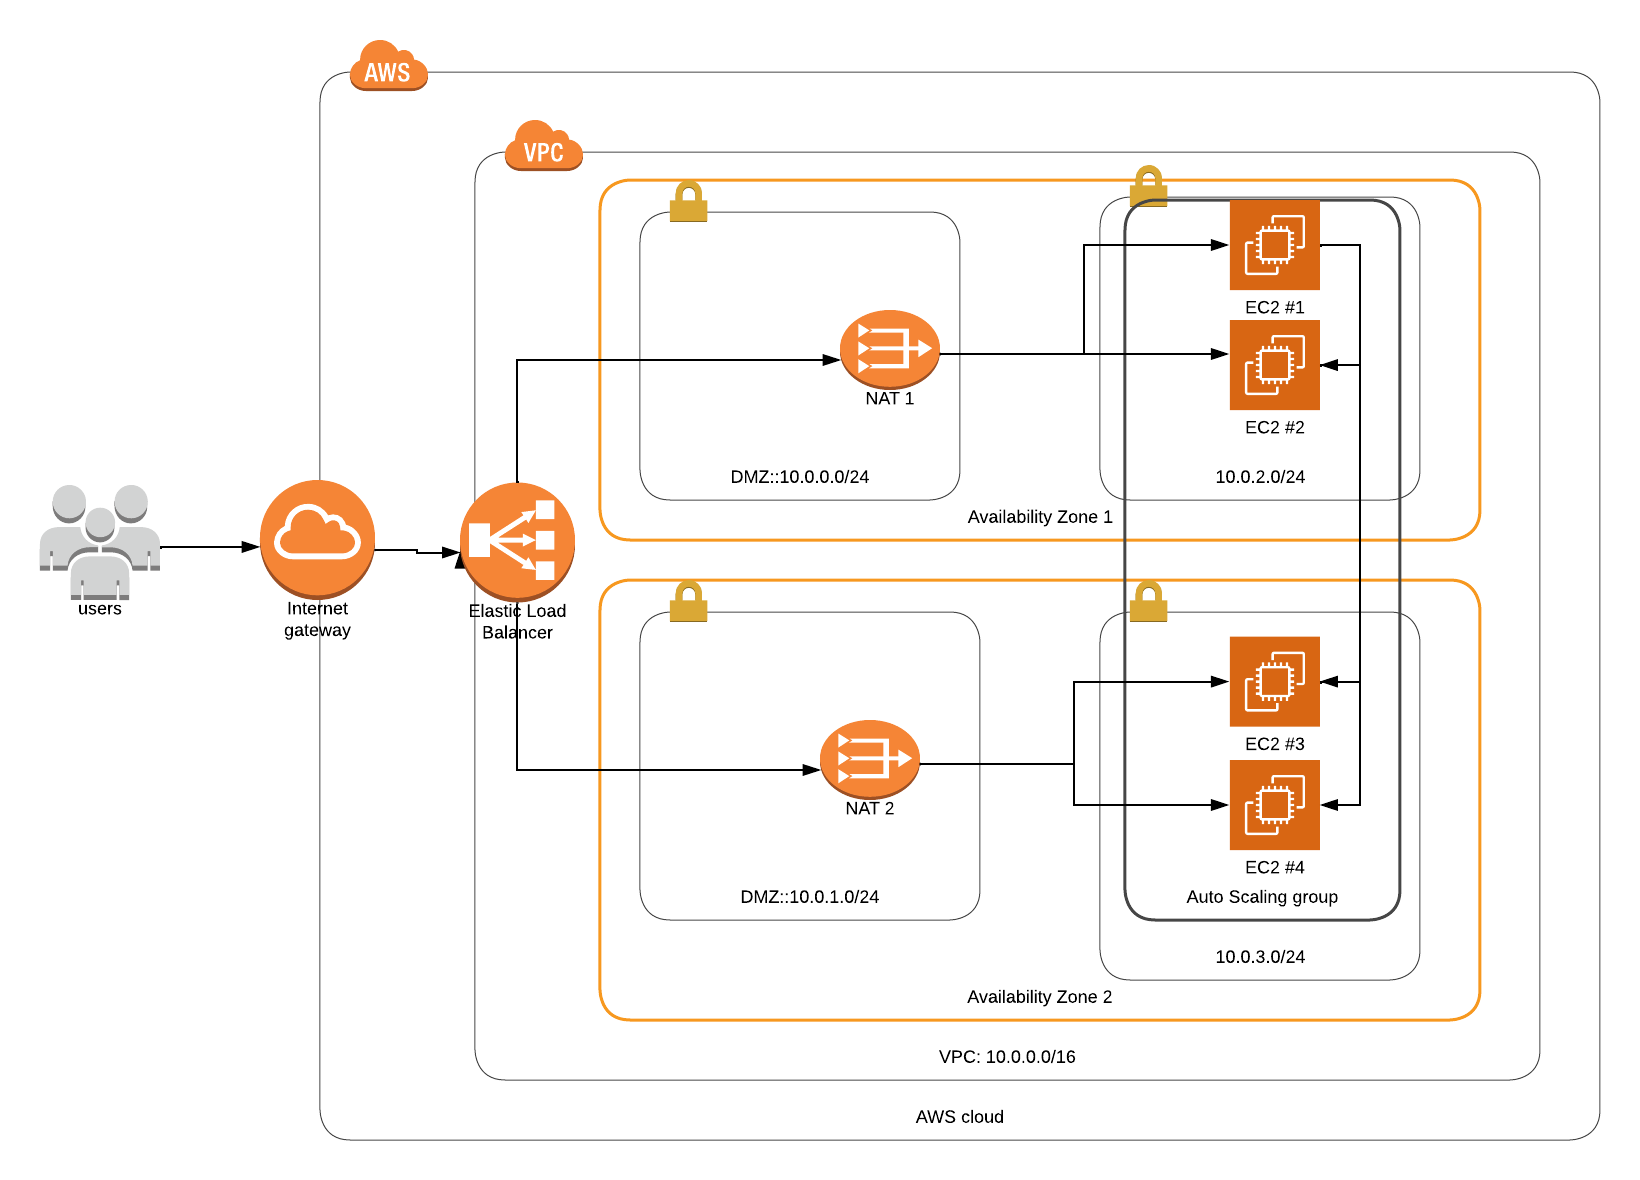 AWS
VPC
EC2 #1
NAT 1
EC2 #2
DMZ::10.0.0.0/24
10.0.2.0/24
Availability Zone 1
users
Internet
gateway
Elastic Load
Balancer
EC2 #3
NAT 2
EC2 #4
DMZ::10.0.1.0/24
Auto Scaling group
10.0.3.0/24
Availability Zone 2
VPC: 10.0.0.0/16
AWS cloud